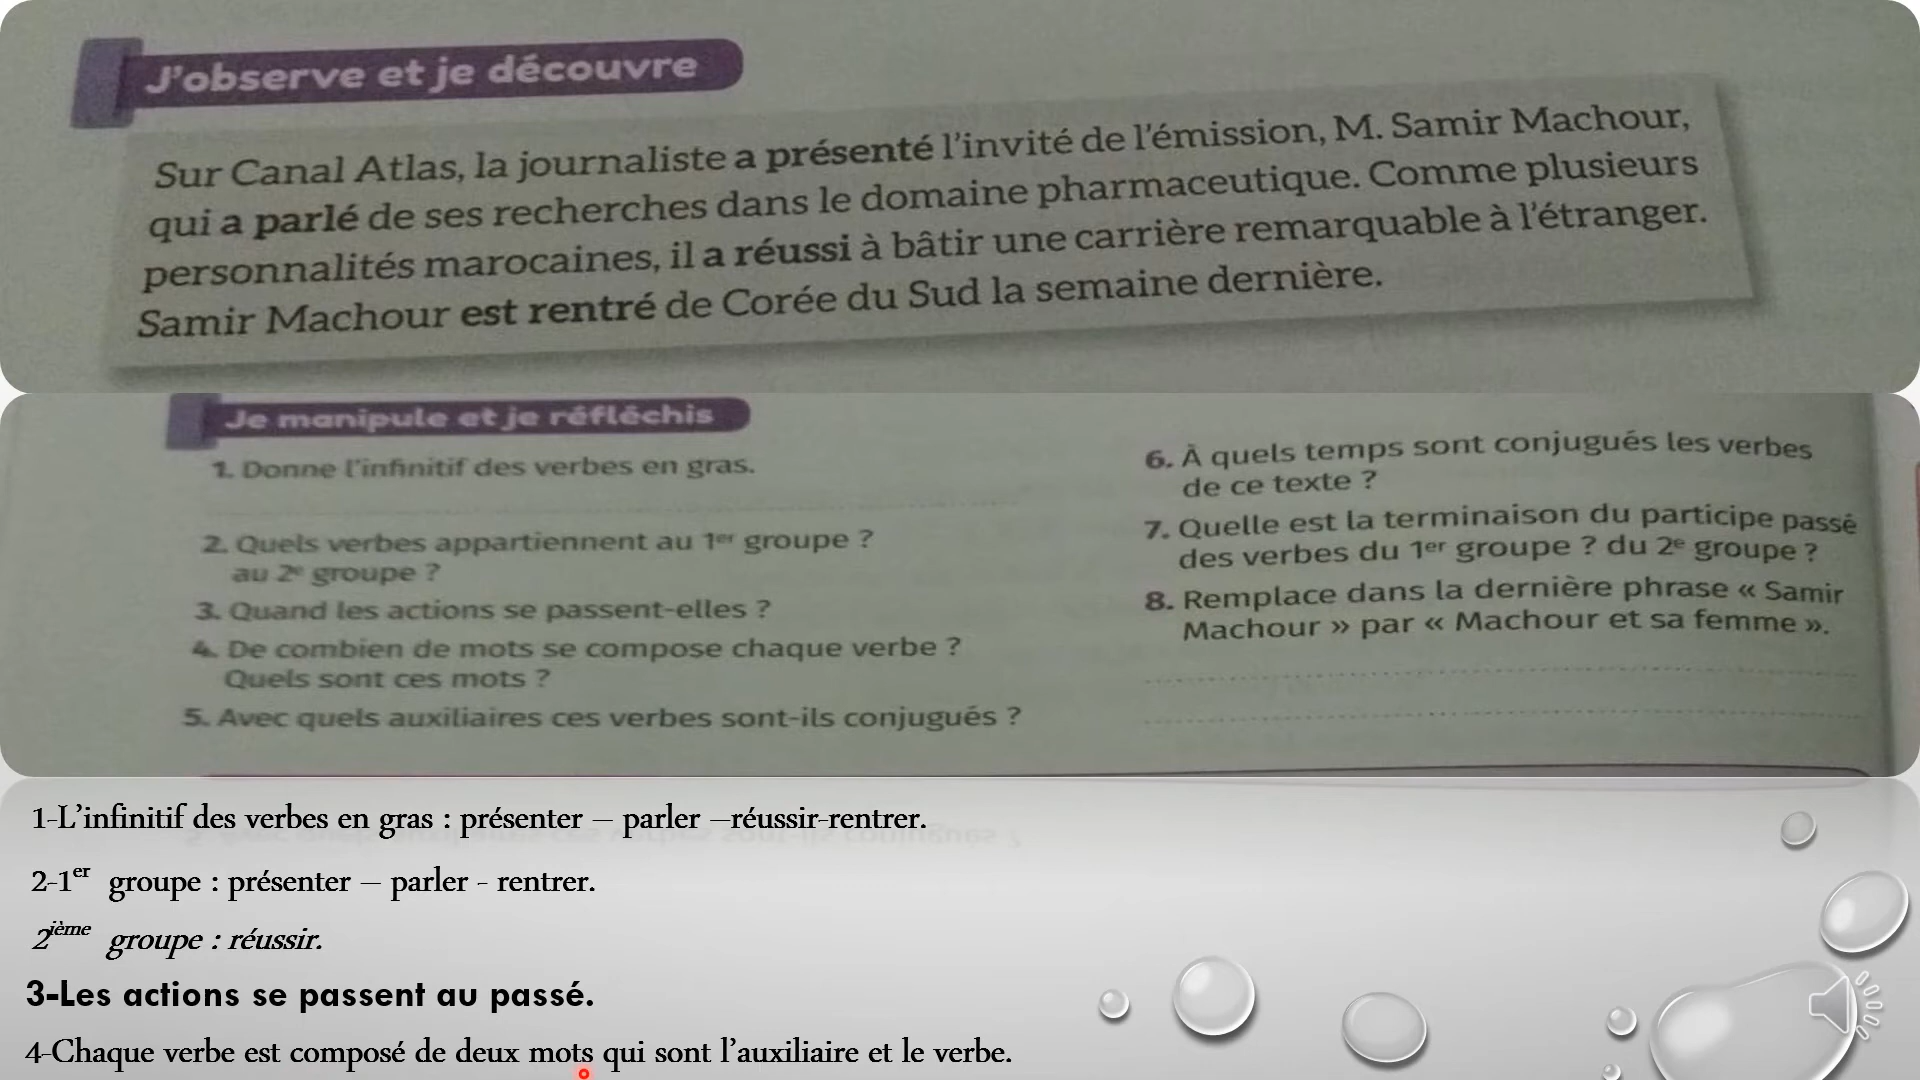 J'observe et je découvre
Sur Canal Atlas, la journaliste a présenté l'invité de l'émission, M. Samir Machour,
qui a parlé de ses recherches dans le domaine pharmaceutique. Comme plusieurs
personnalités marocaines, il a réussi à bâtir une carrière remarquable à l'étranger.
Samir Machour est rentré de Corée du Sud la semaine dernière.
Je manipule et je réfléchis
1. Donne l'infinitif des verbes en gras.
2. Quels verbes appartiennent au 1er groupe ?
au 2e groupe ?
3. Quand les actions se passent-elles ?
4. De combien de mots se compose chaque verbe ?
Quels sont ces mots ?
5. Avec quels auxiliaires ces verbes sont-ils conjugués ?
6. À quels temps sont conjugués les verbes
de ce texte ?
7. Quelle est la terminaison du participe passé
des verbes du 1er groupe ? du 2e groupe ?
8. Remplace dans la dernière phrase « Samir
Machour » par « Machour et sa femme ».
1-L'infinitif des verbes en gras : présenter – parler –réussir-rentrer.
2-1er groupe : présenter – parler - rentrer.
2ième groupe : réussir.
3-Les actions se passent au passé.
4-Chaque verbe est composé de deux mots qui sont l'auxiliaire et le verbe.